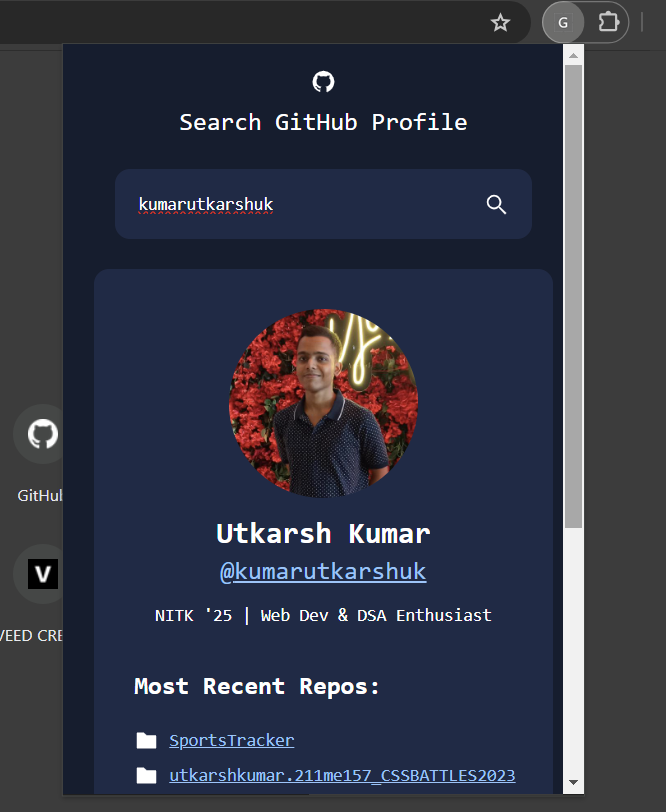 G
Search GitHub Profile
kumarutkarshuk
Utkarsh Kumar
@kumarutkarshuk
NITK '25 | Web Dev & DSA Enthusiast
Most Recent Repos:
SportsTracker
utkarshkumar.211me157_CSSBATTLES2023
GitHub
V
VEED CRE